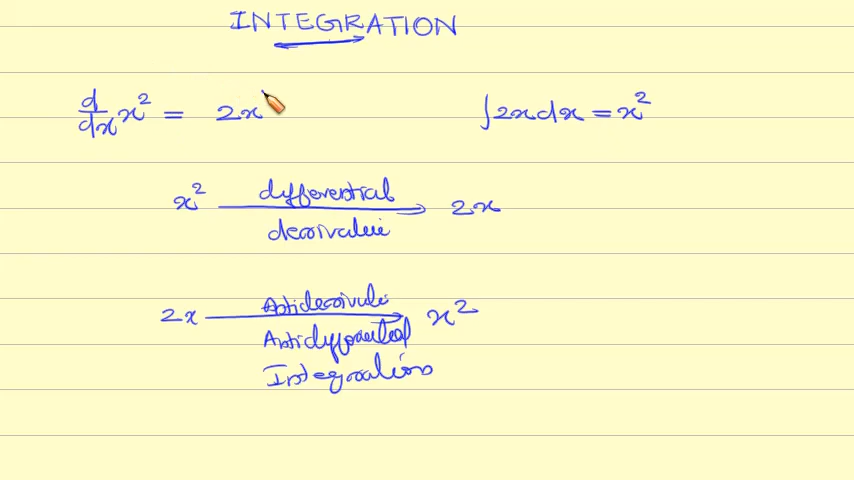 INTEGRATION
d/dx x² = 2x ∫2x dx = x²
x² differential 2x
derivative
2x Antiderivative x²
Antidifferential
Integration